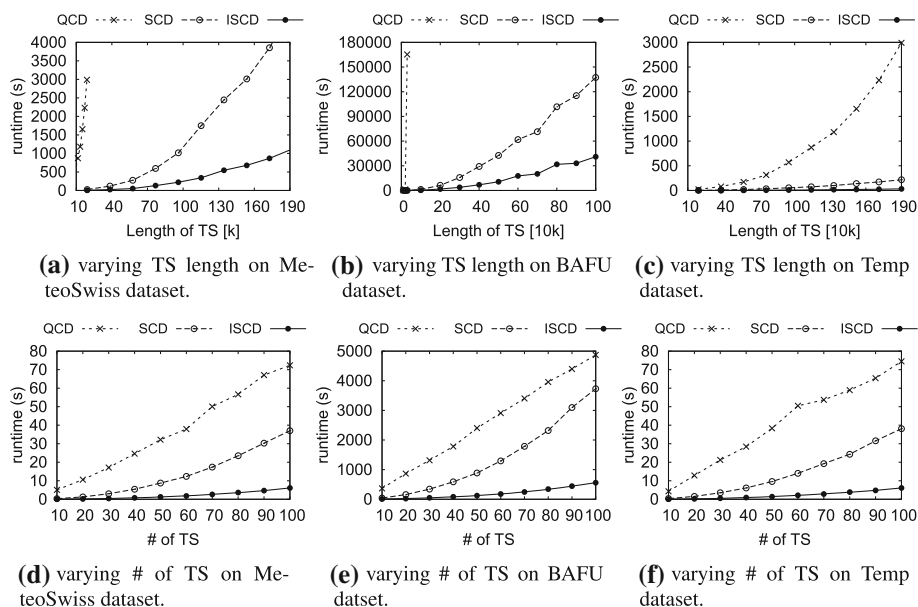 QCD SCD ISCD
4000
3500
3000
2500
2000
1500
1000
500
0
runtime (s)
10 40 70 100 130 160 190
Length of TS [k]
(a) varying TS length on Me-
teoSwiss dataset.
QCD SCD ISCD
180000
150000
120000
90000
60000
30000
0
runtime (s)
0 20 40 60 80 100
Length of TS [10k]
(b) varying TS length on BAFU
dataset.
QCD SCD ISCD
3000
2500
2000
1500
1000
500
0
runtime (s)
10 40 70 100 130 160 190
Length of TS [10k]
(c) varying TS length on Temp
dataset.
QCD SCD ISCD
80
70
60
50
40
30
20
10
0
runtime (s)
10 20 30 40 50 60 70 80 90 100
# of TS
(d) varying # of TS on Me-
teoSwiss dataset.
QCD SCD ISCD
5000
4000
3000
2000
1000
0
runtime (s)
10 20 30 40 50 60 70 80 90 100
# of TS
(e) varying # of TS on BAFU
datset.
QCD SCD ISCD
80
70
60
50
40
30
20
10
0
runtime (s)
10 20 30 40 50 60 70 80 90 100
# of TS
(f) varying # of TS on Temp
dataset.